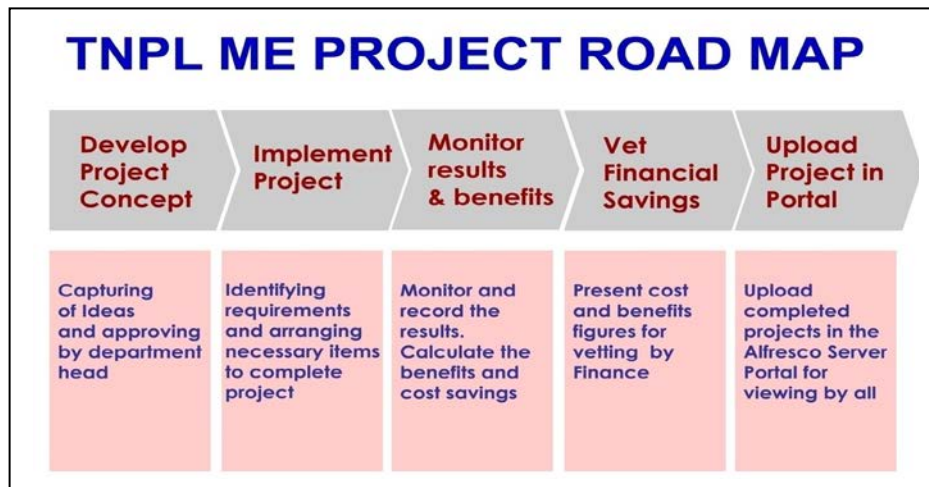 TNPL ME PROJECT ROAD MAP
Develop
Project
Concept
Implement
Project
Monitor
results
& benefits
Vet
Financial
Savings
Upload
Project in
Portal
Capturing
of Ideas
and approving
by department
head
Identifying
requirements
and arranging
necessary items
to complete
project
Monitor and
record the
results.
Calculate the
benefits and
cost savings
Present cost
and benefits
figures for
vetting by
Finance
Upload
completed
projects in the
Alfresco Server
Portal for
viewing by all